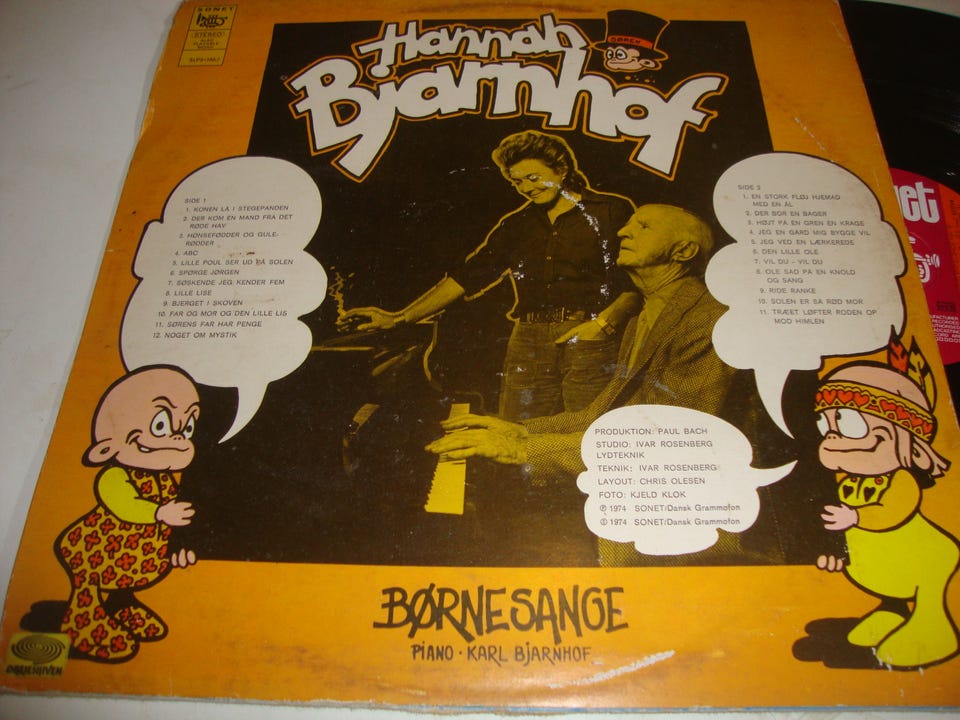 SONET
STEREO
ALSO
PLAYABLE
MONO
Hannah
Bjarnhof
SØREN
SIDE 1
1. KONEN LÅ I STEGEPANDEN
2. DER KOM EN MAND FRA DET
RØDE HAV
3. HØNSEFØDDER OG GULE-
RØDDER
4. ABC
5. LILLE POUL SER UD PÅ SOLEN
6. SPØRGE JØRGEN
7. SØSKENDE JEG KENDER FEM
8. LILLE LISE
9. BJERGET I SKOVEN
10. FAR OG MOR OG DEN LILLE LIS
11. SØRENS FAR HAR PENGE
12. NOGET OM MYSTIK
SIDE 2
1. EN STORK FLØJ HJEMAD
MED EN ÅL
2. DER BOR EN BAGER
3. HØJT PÅ EN GREN EN KRAGE
4. JEG EN GARD MIG BYGGE VIL
5. JEG VED EN LÆRKEREDE
6. DEN LILLE OLE
7. VIL DU - VIL DU
8. OLE SAD PÅ EN KNOLD
OG SANG
9. RIDE RANKE
10. SOLEN ER SÅ RØD MOR
11. TRÆET LØFTER RODEN OP
MOD HIMLEN
PRODUKTION: PAUL BACH
STUDIO: IVAR ROSENBERG
LYDTEKNIK
TEKNIK: IVAR ROSENBERG
LAYOUT: CHRIS OLESEN
FOTO: KJELD KLOK
℗ 1974 SONET/Dansk Grammofon
© 1974 SONET/Dansk Grammofon
BØRNESANGE
PIANO · KARL BJARNHOF